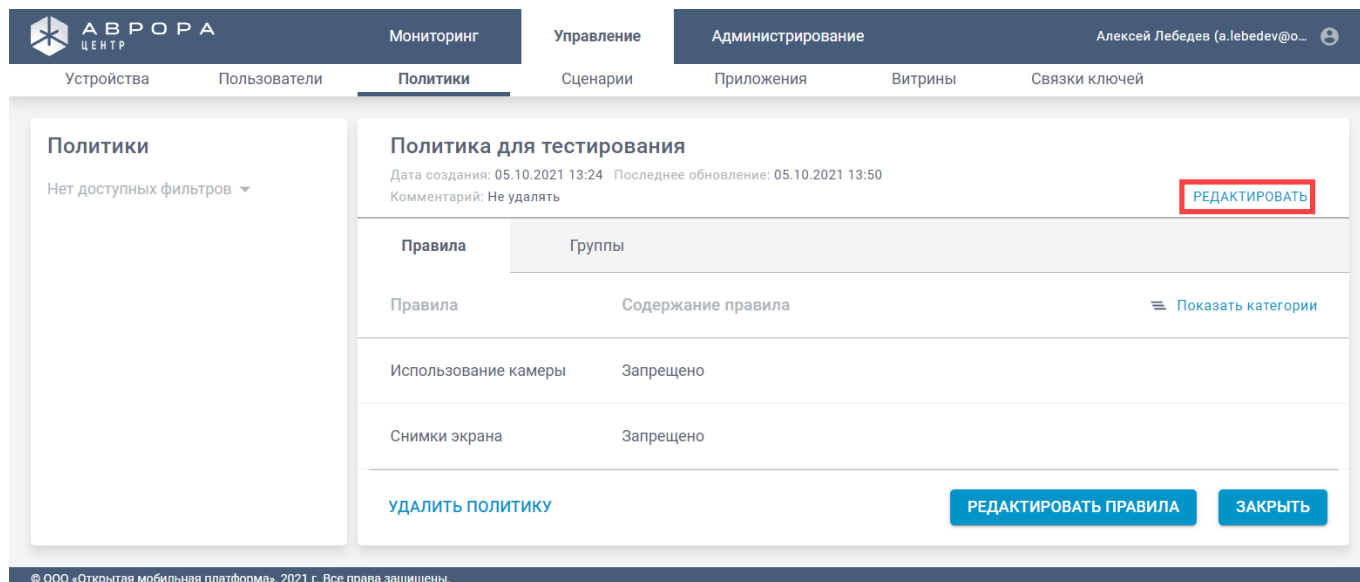 АВРОРА
ЦЕНТР
Мониторинг Управление Администрирование Алексей Лебедев (a.lebedev@o...
Устройства Пользователи Политики Сценарии Приложения Витрины Связки ключей
Политики
Нет доступных фильтров
Политика для тестирования
Дата создания: 05.10.2021 13:24 Последнее обновление: 05.10.2021 13:50
Комментарий: Не удалять
РЕДАКТИРОВАТЬ
Правила Группы
Правила Содержание правила Показать категории
Использование камеры Запрещено
Снимки экрана Запрещено
УДАЛИТЬ ПОЛИТИКУ РЕДАКТИРОВАТЬ ПРАВИЛА ЗАКРЫТЬ
© ООО «Открытая мобильная платформа», 2021 г. Все права защищены.